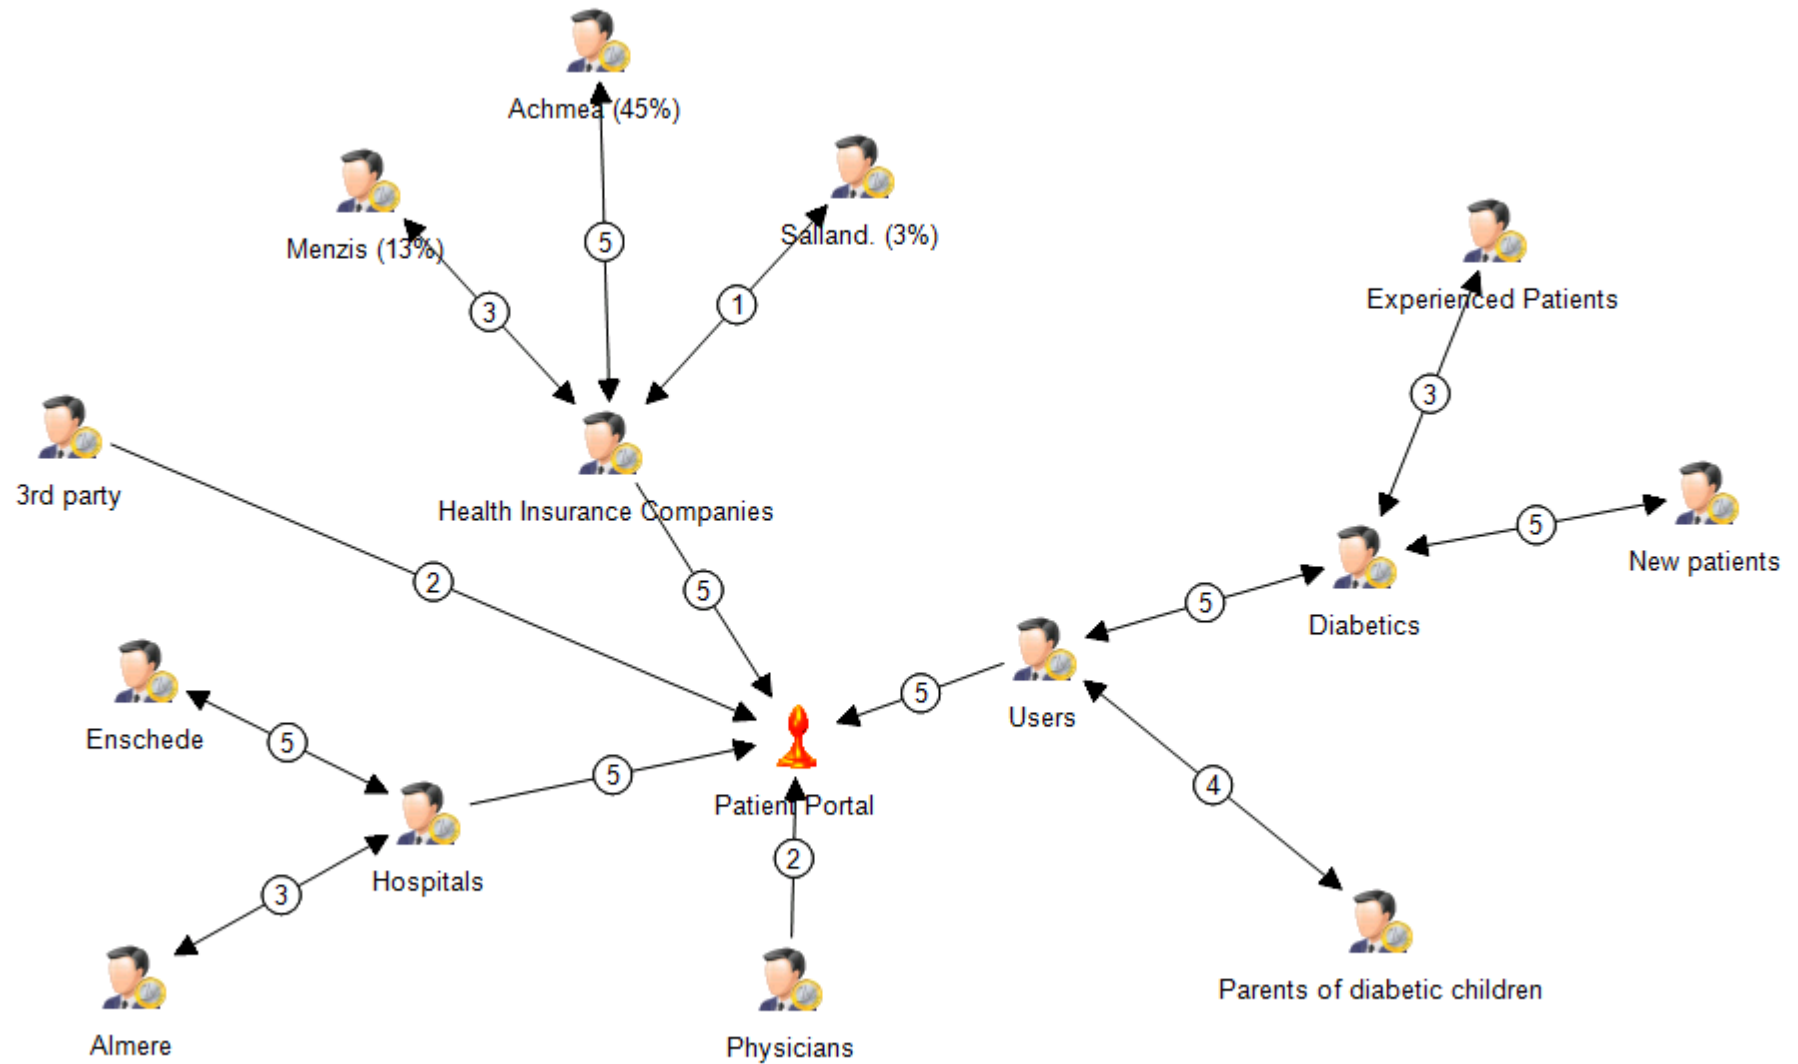 Achmea (45%)
Menzis (13%)
Salland. (3%)
5
3
1
Experienced Patients
3
3rd party
Health Insurance Companies
5
New patients
2
5
5
Diabetics
Enschede
5
Users
5
5
Patient Portal
4
Hospitals
2
3
Parents of diabetic children
Almere
Physicians